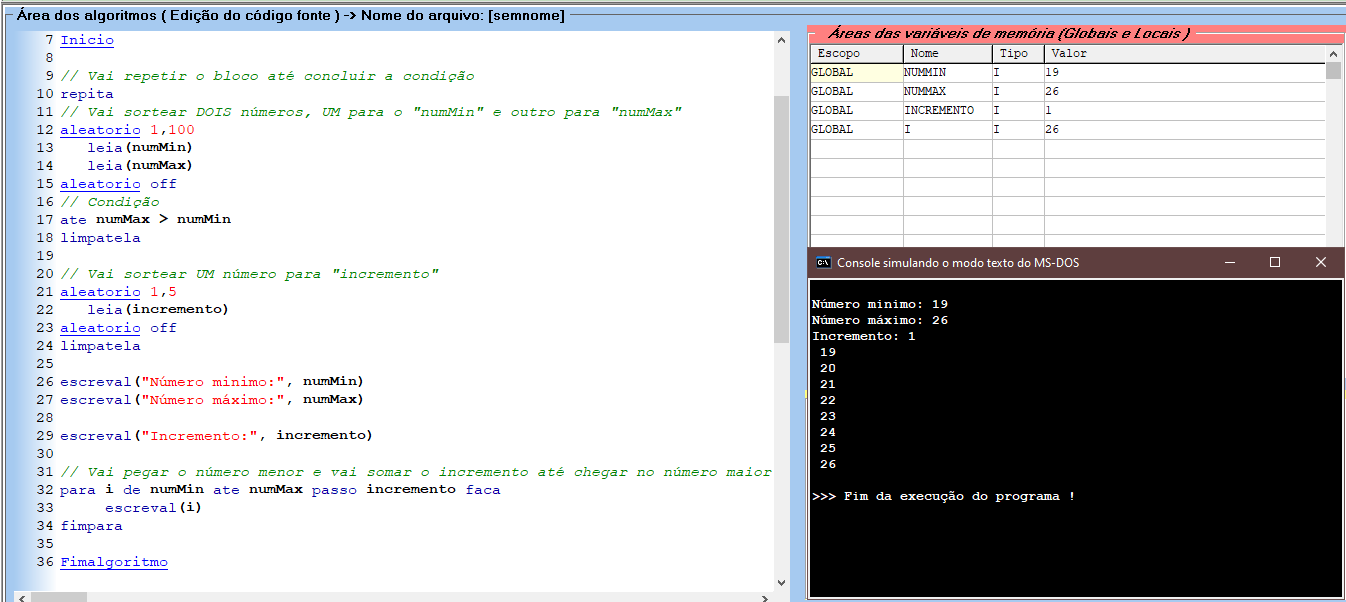 Área dos algoritmos ( Edição do código fonte ) -> Nome do arquivo: [semnome]
7 Inicio
8
9 // Vai repetir o bloco até concluir a condição
10 repita
11 // Vai sortear DOIS números, UM para o "numMin" e outro para "numMax"
12 aleatorio 1,100
13 leia(numMin)
14 leia(numMax)
15 aleatorio off
16 // Condição
17 ate numMax > numMin
18 limpatela
19
20 // Vai sortear UM número para "incremento"
21 aleatorio 1,5
22 leia(incremento)
23 aleatorio off
24 limpatela
25
26 escreval("Número minimo:", numMin)
27 escreval("Número máximo:", numMax)
28
29 escreval("Incremento:", incremento)
30
31 // Vai pegar o número menor e vai somar o incremento até chegar no número maior
32 para i de numMin ate numMax passo incremento faca
33 escreval(i)
34 fimpara
35
36 Fimalgoritmo
Áreas das variáveis de memória (Globais e Locais )
Escopo Nome Tipo Valor
GLOBAL NUMMIN I 19
GLOBAL NUMMAX I 26
GLOBAL INCREMENTO I 1
GLOBAL I I 26
Console simulando o modo texto do MS-DOS
Número minimo: 19
Número máximo: 26
Incremento: 1
19
20
21
22
23
24
25
26
>>> Fim da execução do programa !